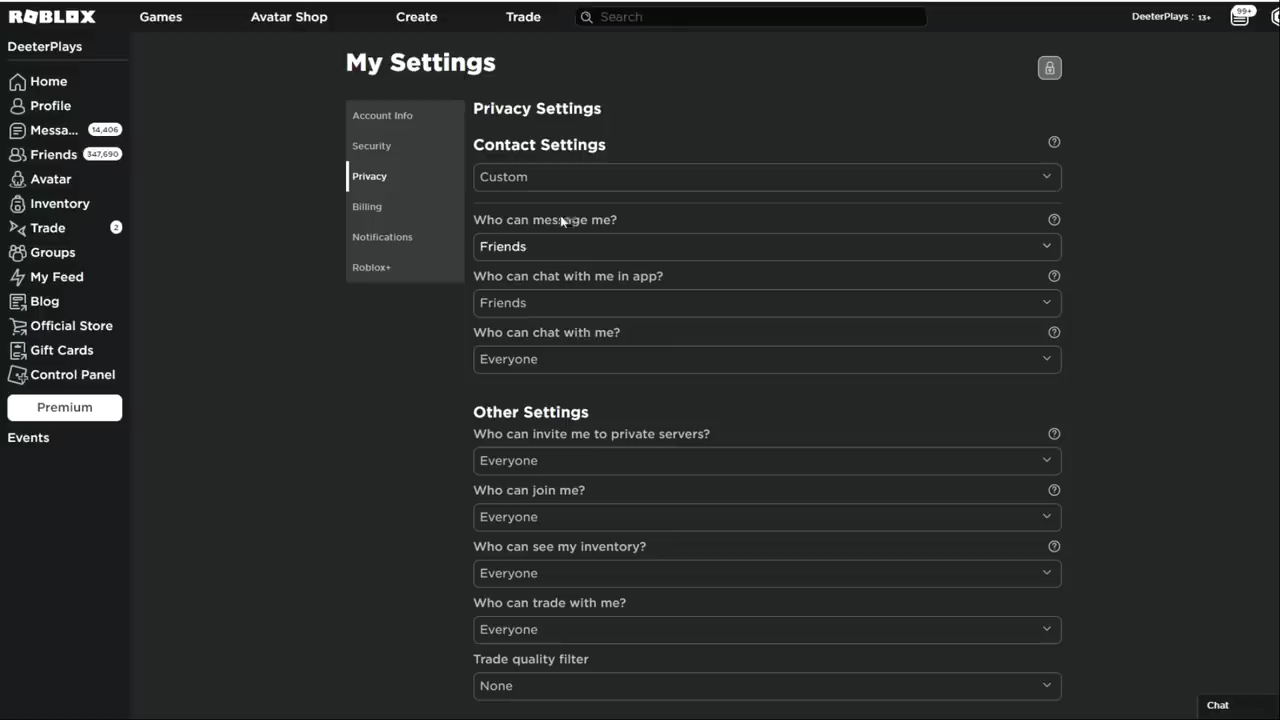 ROBLOX
Games
Avatar Shop
Create
Trade
Search
DeeterPlays : 13+
99+
DeeterPlays
Home
Profile
Messa... 14,406
Friends 347,690
Avatar
Inventory
Trade 2
Groups
My Feed
Blog
Official Store
Gift Cards
Control Panel
Premium
Events
My Settings
Account Info
Security
Privacy
Billing
Notifications
Roblox+
Privacy Settings
Contact Settings
Custom
Who can message me?
Friends
Who can chat with me in app?
Friends
Who can chat with me?
Everyone
Other Settings
Who can invite me to private servers?
Everyone
Who can join me?
Everyone
Who can see my inventory?
Everyone
Who can trade with me?
Everyone
Trade quality filter
None
Chat